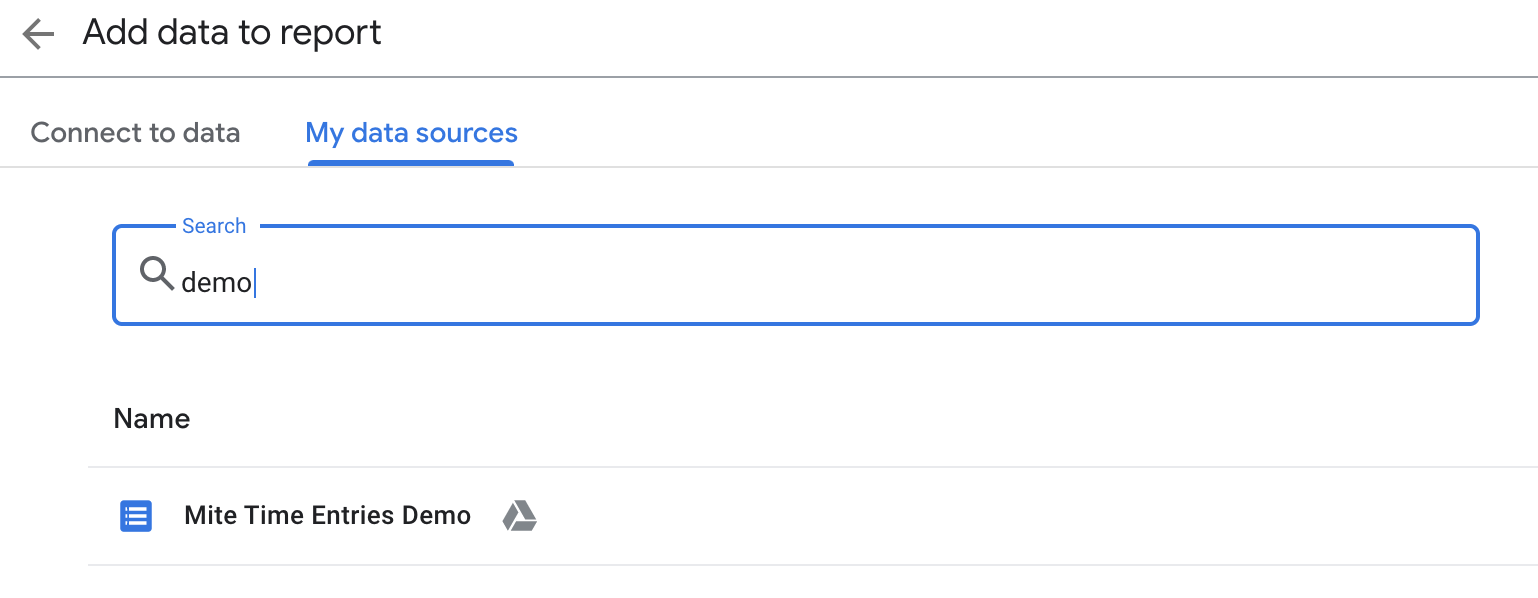 Add data to report
Connect to data My data sources
Search
demo
Name
Mite Time Entries Demo